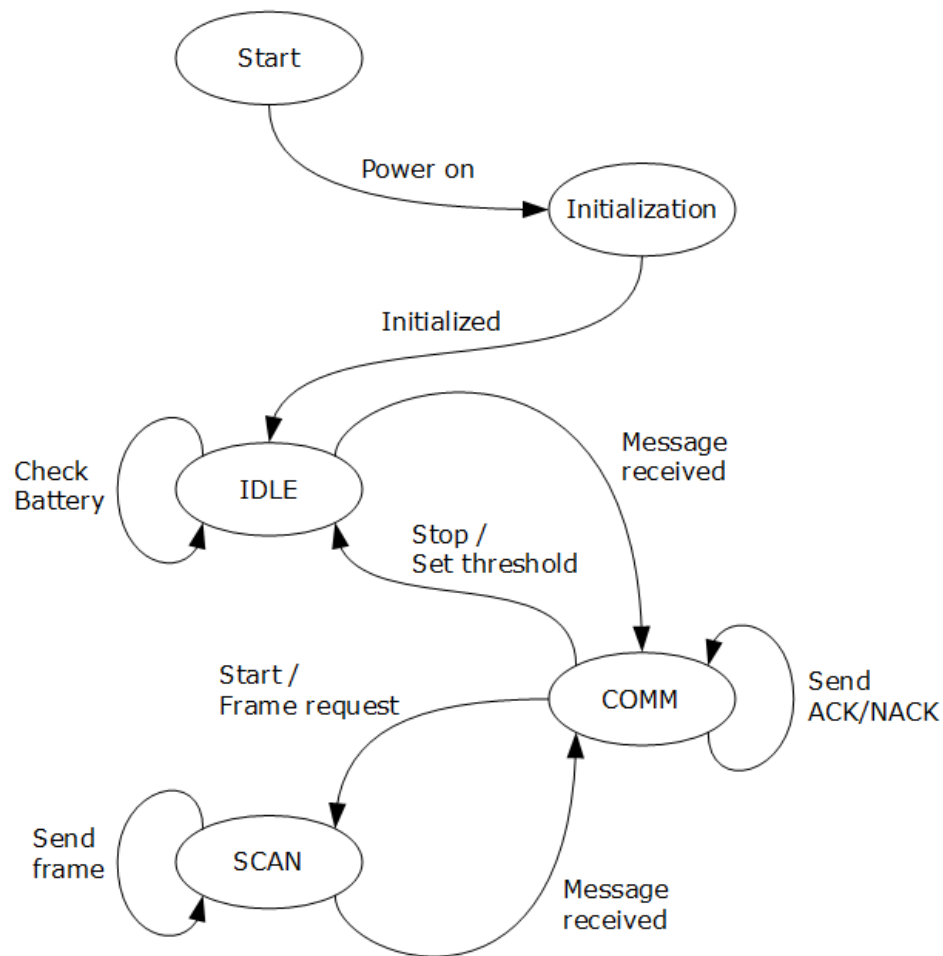 Start
Power on
Initialization
Initialized
Message
received
Check
Battery
IDLE
Stop /
Set threshold
Start /
Frame request
COMM
Send
ACK/NACK
Send
frame
SCAN
Message
received